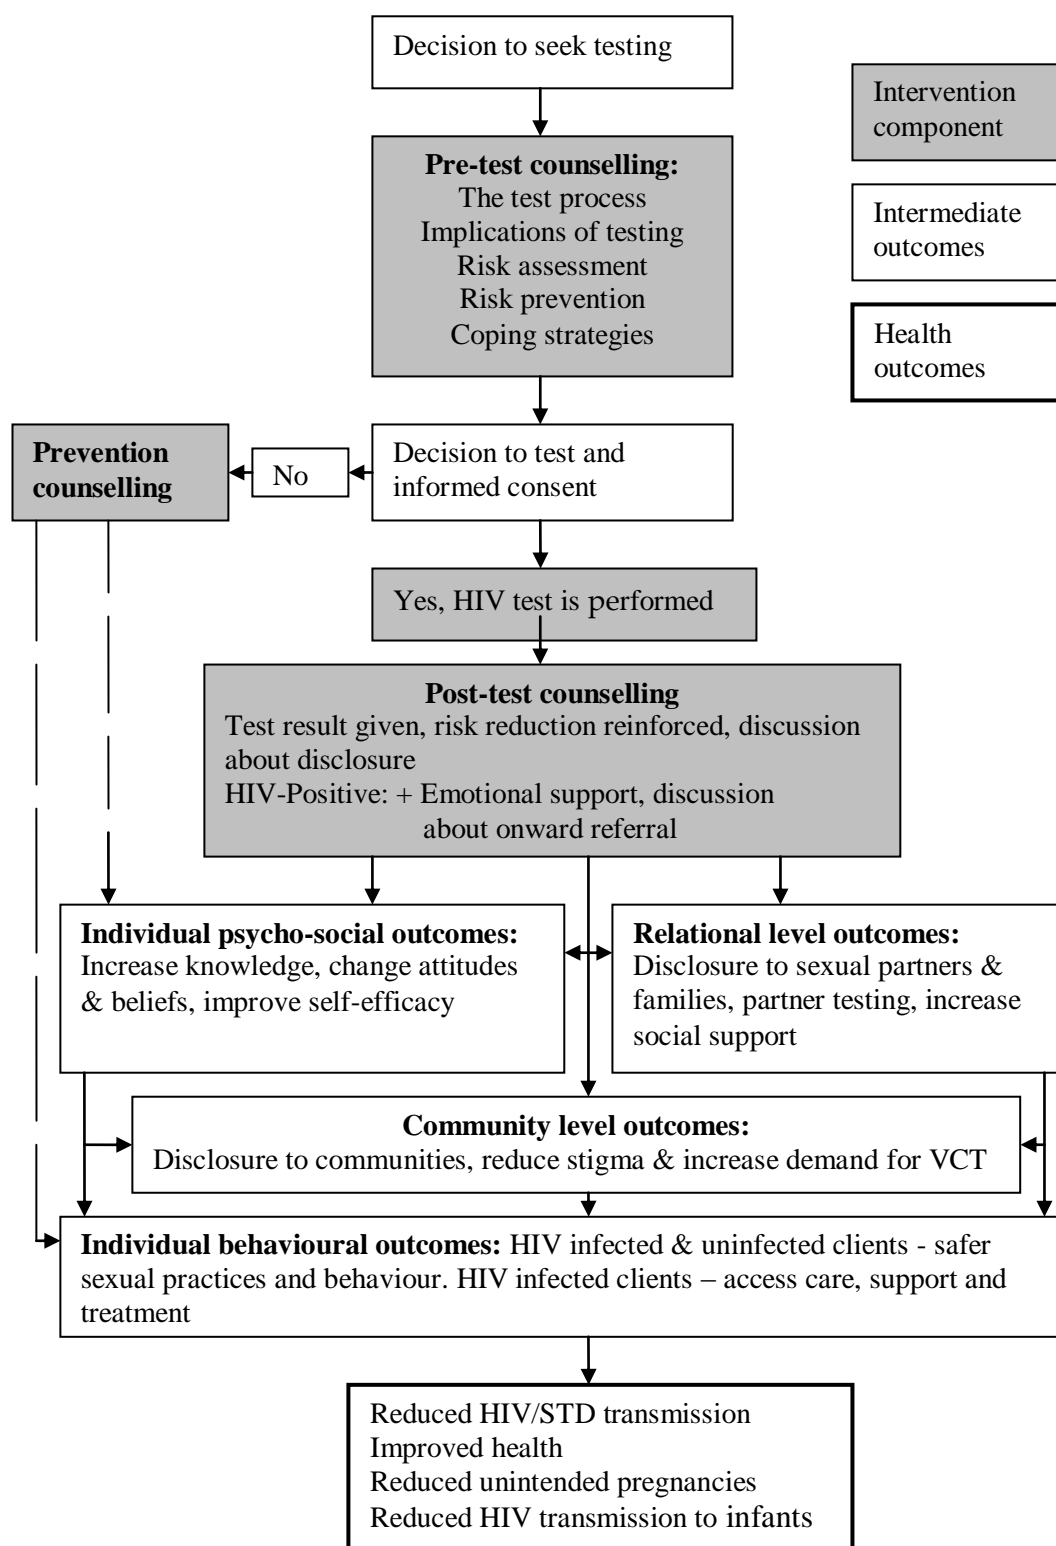 Decision to seek testing
Intervention
component
Pre-test counselling:
The test process
Implications of testing
Risk assessment
Risk prevention
Coping strategies
Intermediate
outcomes
Health
outcomes
Prevention
counselling
No
Decision to test and
informed consent
Yes, HIV test is performed
Post-test counselling
Test result given, risk reduction reinforced, discussion
about disclosure
HIV-Positive: + Emotional support, discussion
about onward referral
Individual psycho-social outcomes:
Increase knowledge, change attitudes
& beliefs, improve self-efficacy
Relational level outcomes:
Disclosure to sexual partners &
families, partner testing, increase
social support
Community level outcomes:
Disclosure to communities, reduce stigma & increase demand for VCT
Individual behavioural outcomes: HIV infected & uninfected clients - safer
sexual practices and behaviour. HIV infected clients – access care, support and
treatment
Reduced HIV/STD transmission
Improved health
Reduced unintended pregnancies
Reduced HIV transmission to infants